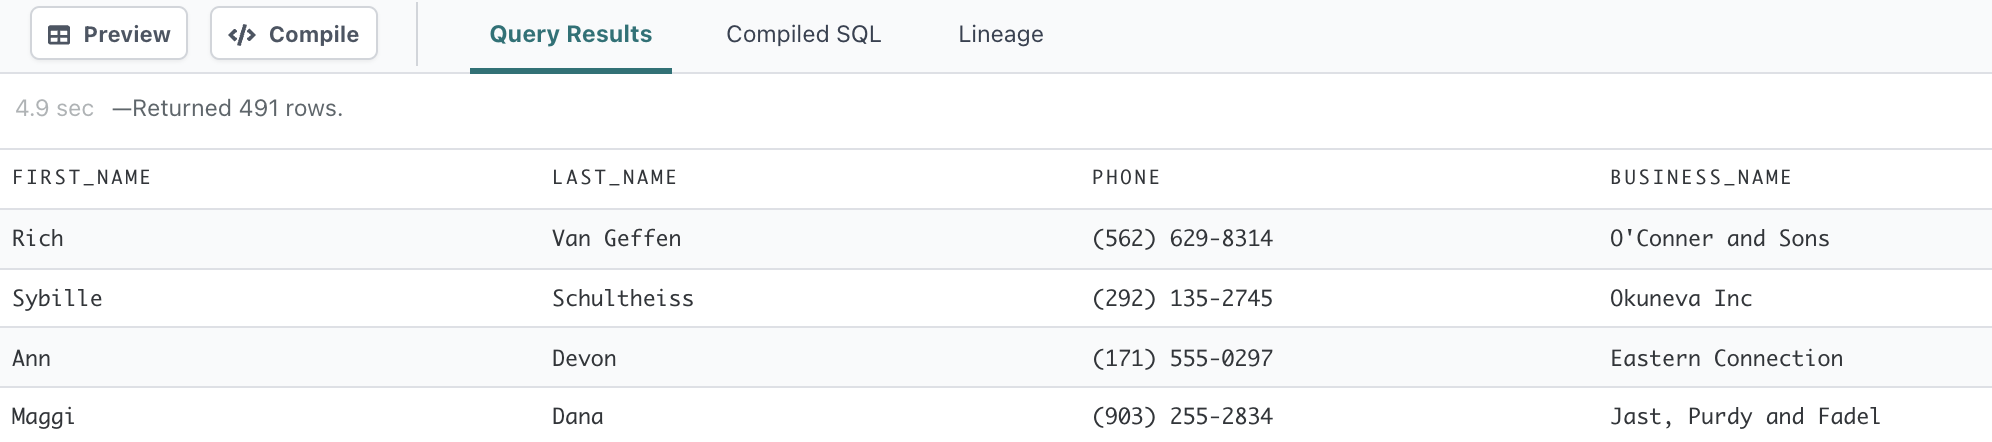 Preview </> Compile Query Results Compiled SQL Lineage
4.9 sec —Returned 491 rows.
FIRST_NAME LAST_NAME PHONE BUSINESS_NAME
Rich Van Geffen (562) 629-8314 O'Conner and Sons
Sybille Schultheiss (292) 135-2745 Okuneva Inc
Ann Devon (171) 555-0297 Eastern Connection
Maggi Dana (903) 255-2834 Jast, Purdy and Fadel